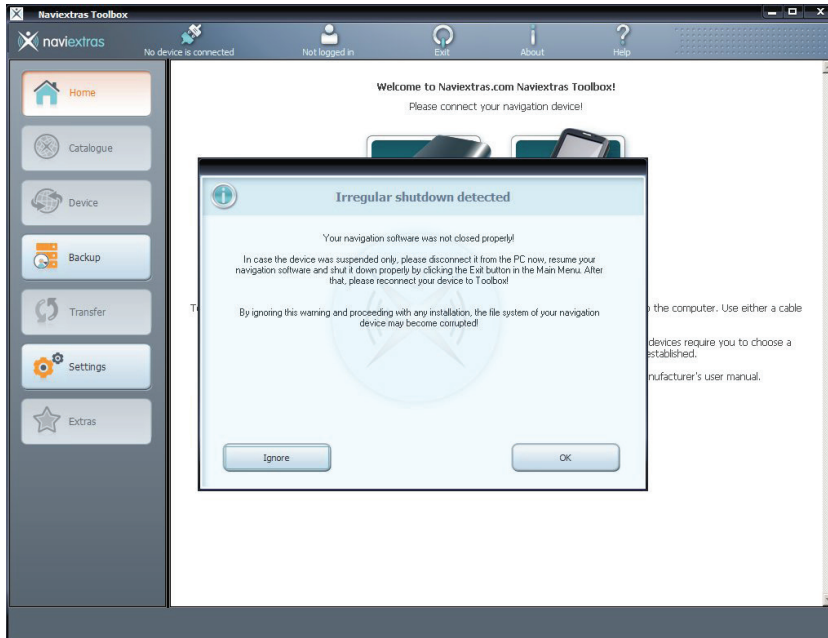 Naviextras Toolbox
naviextras
No device is connected
Not logged in
Exit
About
Help
Home
Catalogue
Device
Backup
Transfer
Settings
Extras
Welcome to Naviextras.com Naviextras Toolbox!
Please connect your navigation device!
Irregular shutdown detected
Your navigation software was not closed properly!
In case the device was suspended only, please disconnect it from the PC now, resume your
navigation software and shut it down properly by clicking the Exit button in the Main Menu. After
that, please reconnect your device to Toolbox!
By ignoring this warning and proceeding with any installation, the file system of your navigation
device may become corrupted!
Ignore
OK
the computer. Use either a cable
devices require you to choose a
established.
user manual.